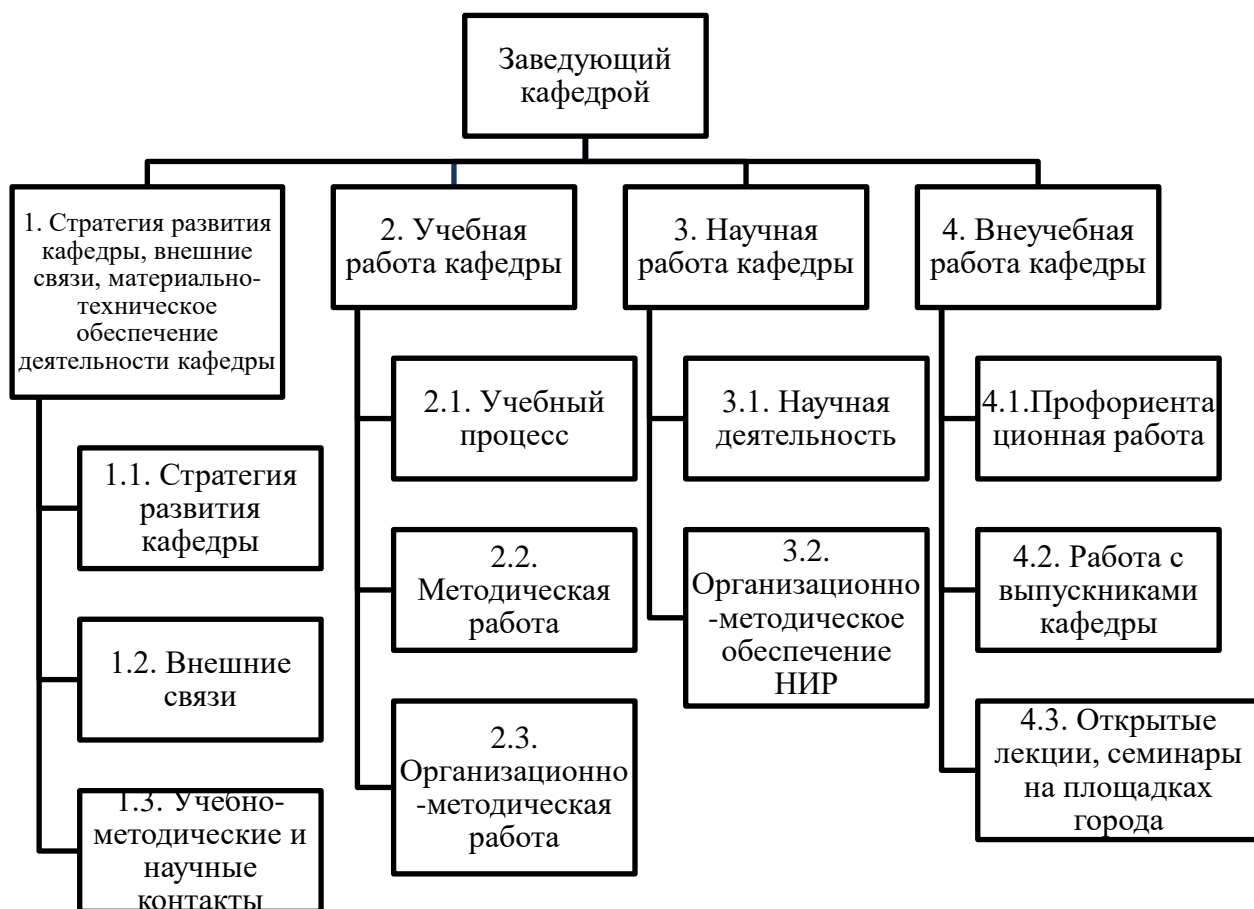 Заведующий
кафедрой
1. Стратегия развития
кафедры, внешние
связи, материально-
техническое
обеспечение
деятельности кафедры
1.1. Стратегия
развития
кафедры
1.2. Внешние
связи
1.3. Учебно-
методические и
научные
контакты
2. Учебная
работа кафедры
2.1. Учебный
процесс
2.2.
Методическая
работа
2.3.
Организационно
-методическая
работа
3. Научная
работа кафедры
3.1. Научная
деятельность
3.2.
Организационно
-методическое
обеспечение
НИР
4. Внеучебная
работа кафедры
4.1.Профориента
ционная работа
4.2. Работа с
выпускниками
кафедры
4.3. Открытые
лекции, семинары
на площадках
города